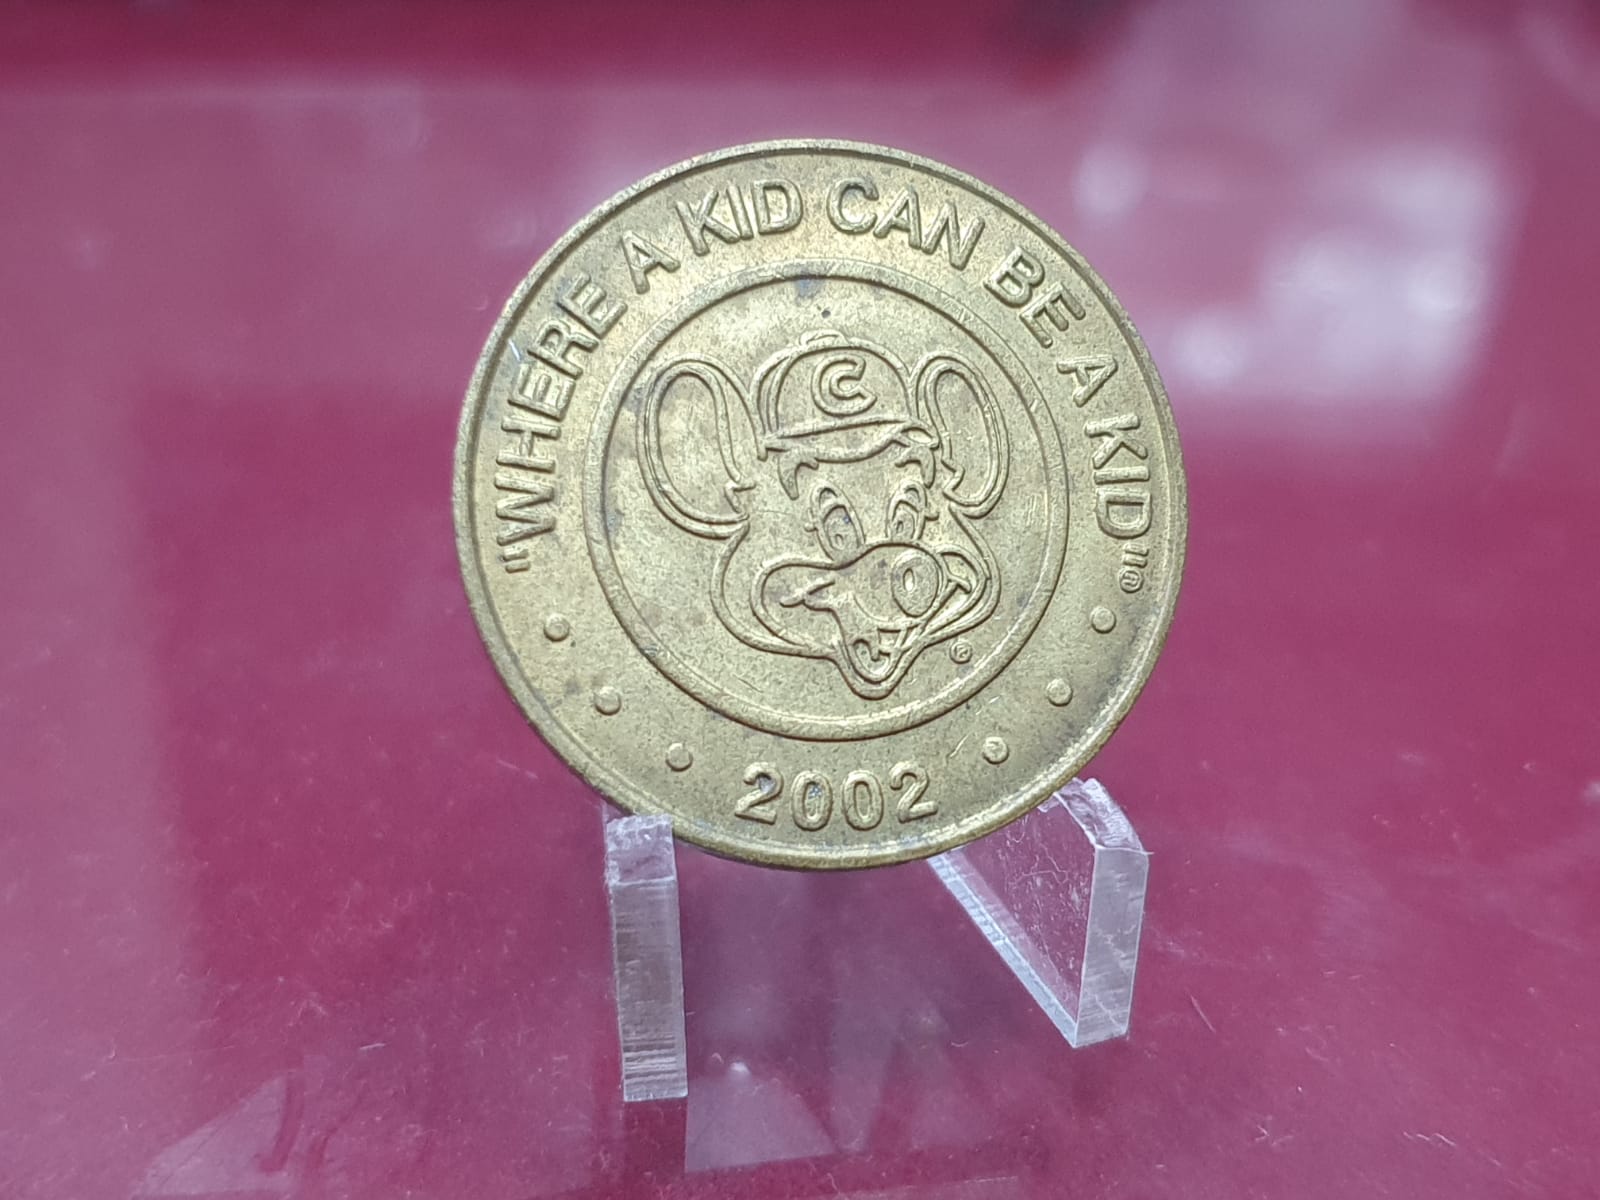 "WHERE A KID CAN BE A KID"®
C
®
2002